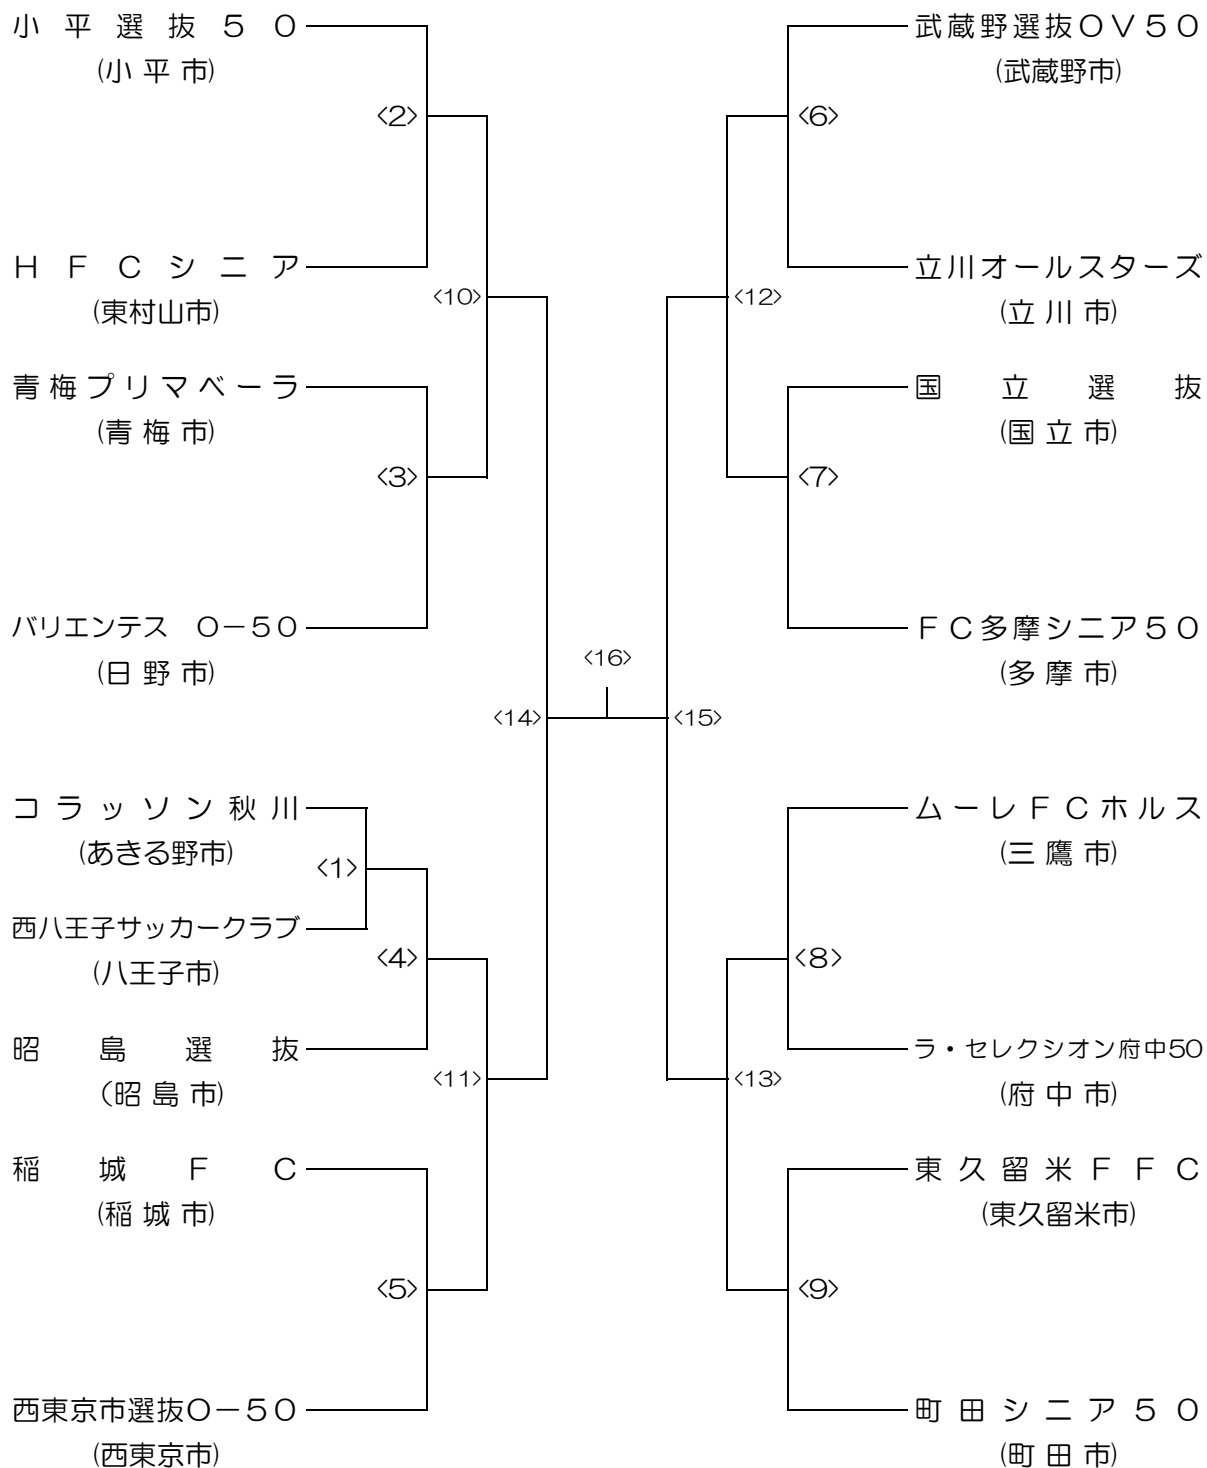 小平選抜５０
(小平市)
<2>
ＨＦＣシニア
(東村山市)
<10>
青梅プリマベーラ
(青梅市)
<3>
バリエンテス　Ｏ－５０
(日野市)
<14>
コラッソン秋川
(あきる野市)
<1>
西八王子サッカークラブ
(八王子市)
<4>
昭島選抜
(昭島市)
<11>
稲城ＦＣ
(稲城市)
<5>
西東京市選抜Ｏ－５０
(西東京市)
<16>
武蔵野選抜ＯＶ５０
(武蔵野市)
<6>
立川オールスターズ
(立川市)
<12>
国立選抜
(国立市)
<7>
ＦＣ多摩シニア５０
(多摩市)
<15>
ムーレＦＣホルス
(三鷹市)
<8>
ラ・セレクシオン府中50
(府中市)
<13>
東久留米ＦＦＣ
(東久留米市)
<9>
町田シニア５０
(町田市)